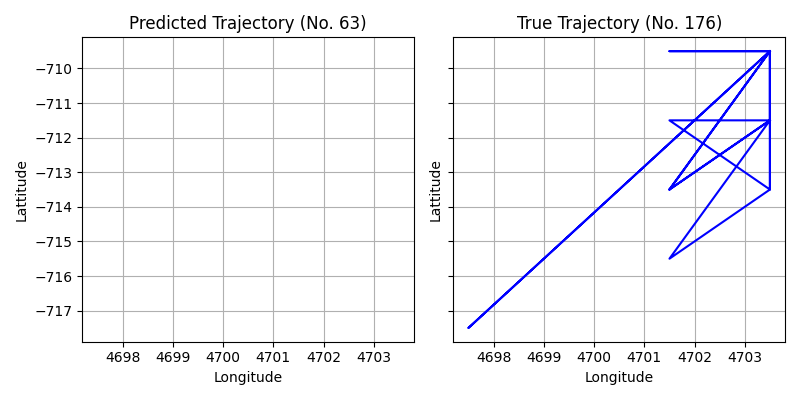 Predicted Trajectory (No. 63)
True Trajectory (No. 176)
Lattitude
−710
−711
−712
−713
−714
−715
−716
−717
4698 4699 4700 4701 4702 4703
Longitude
Lattitude
4698 4699 4700 4701 4702 4703
Longitude